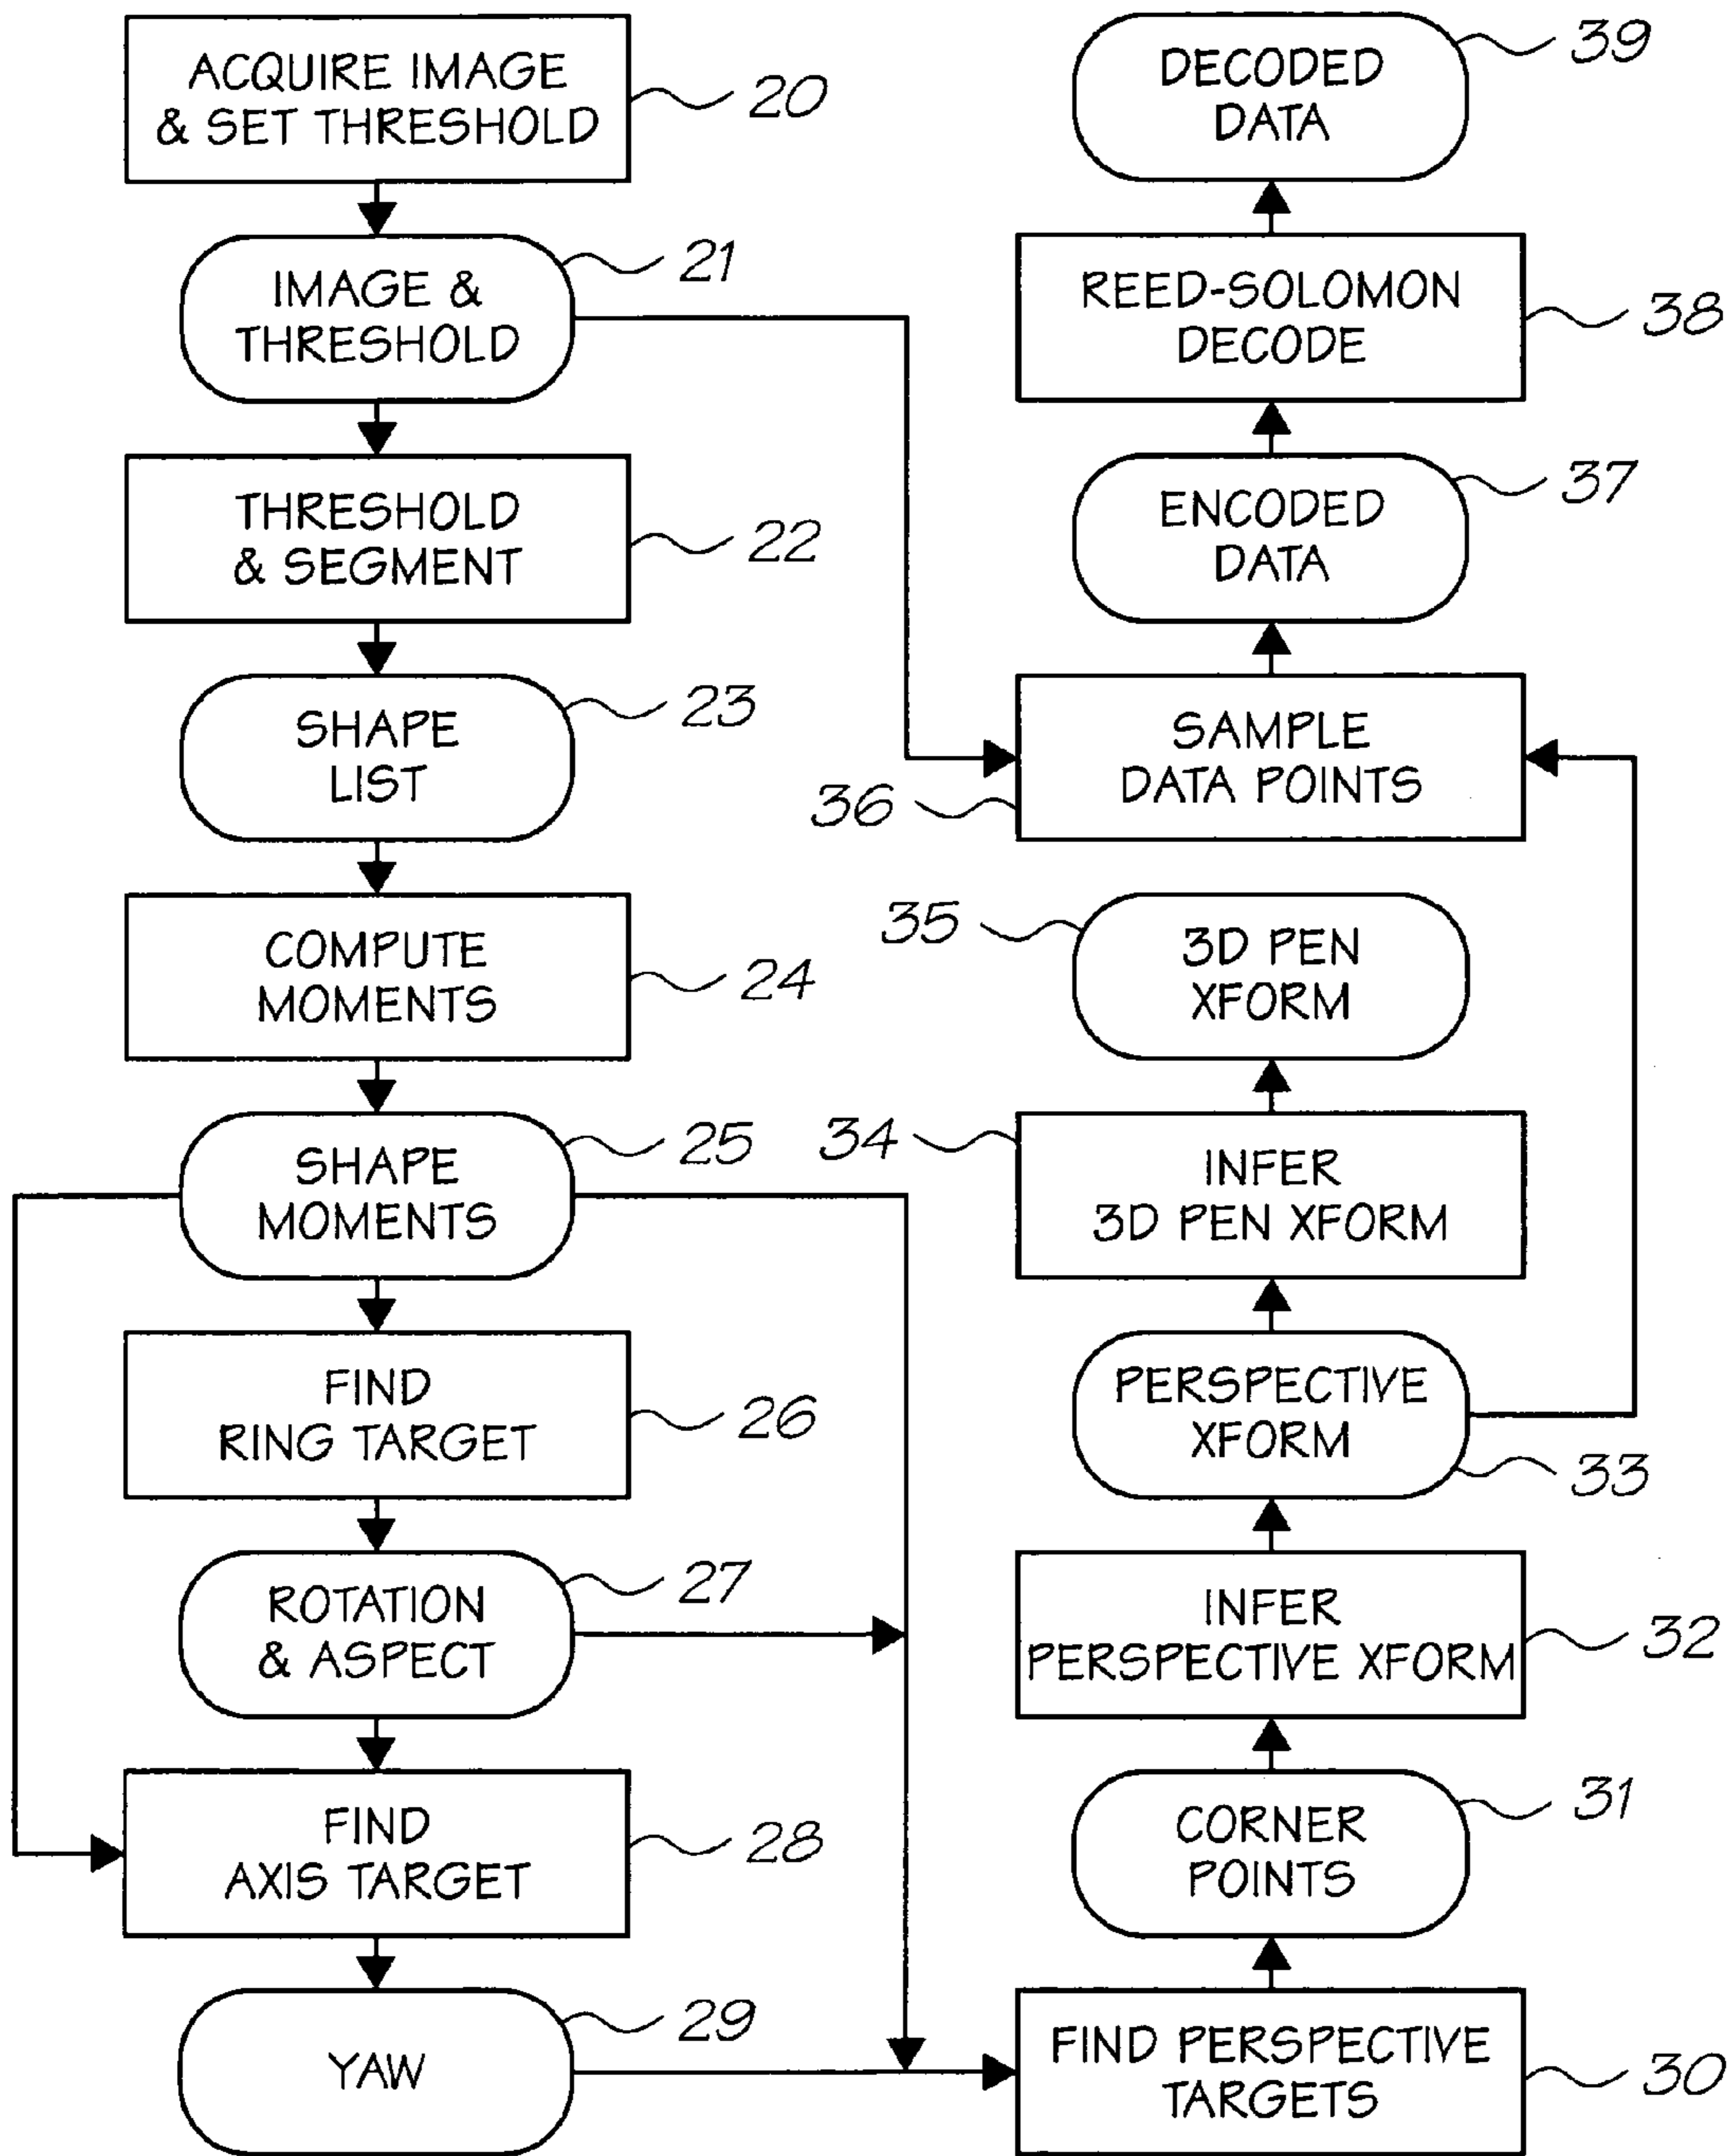 ACQUIRE IMAGE
& SET THRESHOLD
20
IMAGE &
THRESHOLD
21
THRESHOLD
& SEGMENT
22
SHAPE
LIST
23
COMPUTE
MOMENTS
24
SHAPE
MOMENTS
25
FIND
RING TARGET
26
ROTATION
& ASPECT
27
FIND
AXIS TARGET
28
YAW
29
DECODED
DATA
39
REED-SOLOMON
DECODE
38
ENCODED
DATA
37
SAMPLE
DATA POINTS
36
3D PEN
XFORM
35
INFER
3D PEN XFORM
34
PERSPECTIVE
XFORM
33
INFER
PERSPECTIVE XFORM
32
CORNER
POINTS
31
FIND PERSPECTIVE
TARGETS
30